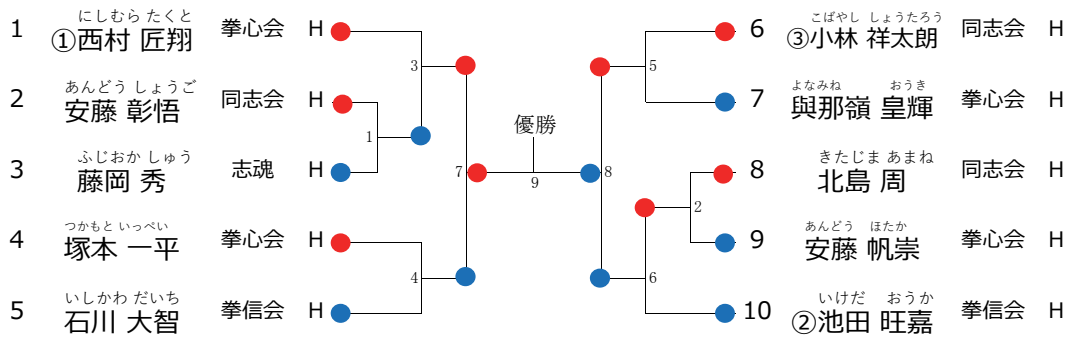 にしむら たくと
1 ①西村 匠翔 拳心会 H
あんどう しょうご
2 安藤 彰悟 同志会 H
ふじおか しゅう
3 藤岡 秀 志魂 H
つかもと いっぺい
4 塚本 一平 拳心会 H
いしかわ だいち
5 石川 大智 拳信会 H
3
1
7
4
優勝
9
8
5
2
6
こばやし しょうたろう
6 ③小林 祥太朗 同志会 H
よなみね おうき
7 與那嶺 皇輝 拳心会 H
きたじま あまね
8 北島 周 同志会 H
あんどう ほたか
9 安藤 帆崇 拳心会 H
いけだ おうか
10 ②池田 旺嘉 拳信会 H